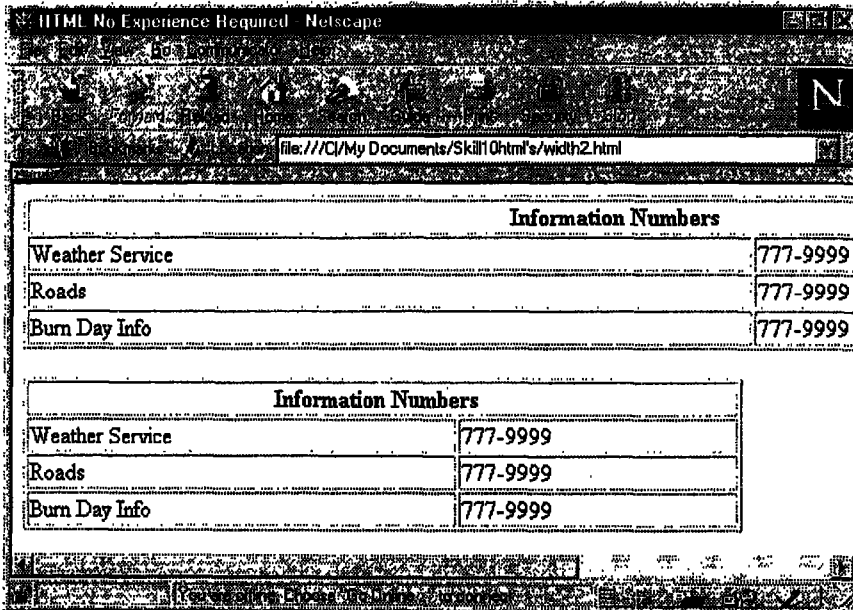 HTML No Experience Required - Netscape
file:///C|/My Documents/Skill10html's/width2.html
Information Numbers
Weather Service 777-9999
Roads 777-9999
Burn Day Info 777-9999
Information Numbers
Weather Service 777-9999
Roads 777-9999
Burn Day Info 777-9999